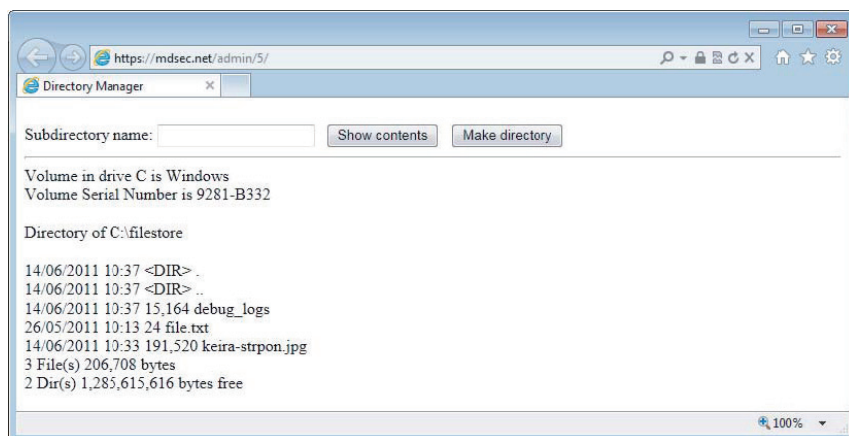 https://mdsec.net/admin/5/
Directory Manager
Subdirectory name:
Show contents
Make directory
Volume in drive C is Windows
Volume Serial Number is 9281-B332
Directory of C:\filestore
14/06/2011 10:37 <DIR> .
14/06/2011 10:37 <DIR> ..
14/06/2011 10:37 15,164 debug_logs
26/05/2011 10:13 24 file.txt
14/06/2011 10:33 191,520 keira-strpon.jpg
3 File(s) 206,708 bytes
2 Dir(s) 1,285,615,616 bytes free
100%